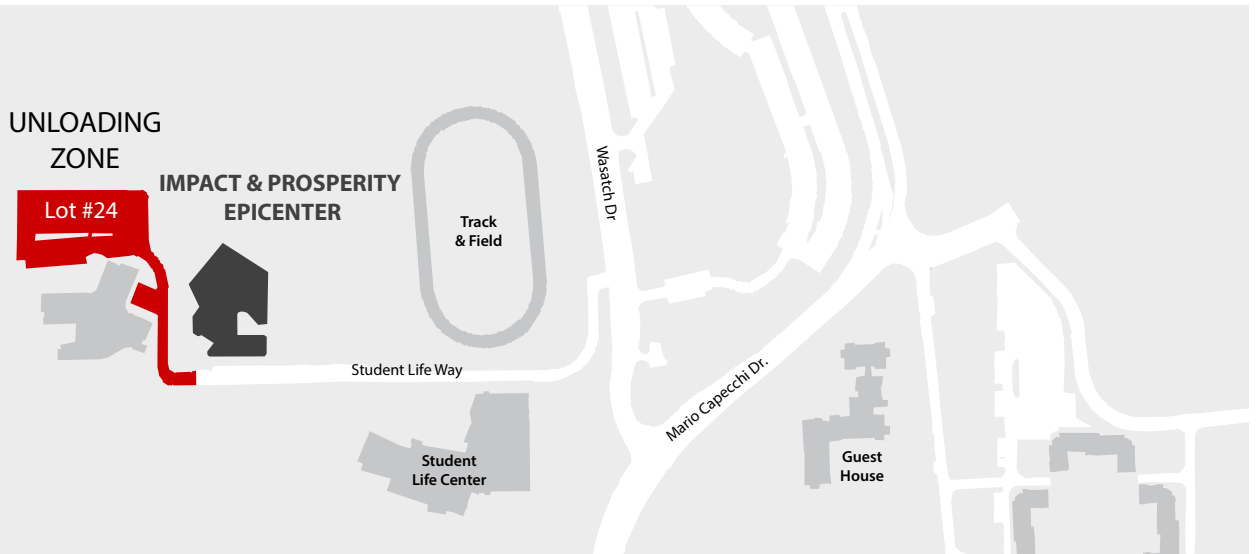 UNLOADING
ZONE
Lot #24
IMPACT & PROSPERITY
EPICENTER
Track
& Field
Wasatch Dr
Student Life Way
Mario Capecchi Dr.
Student
Life Center
Guest
House